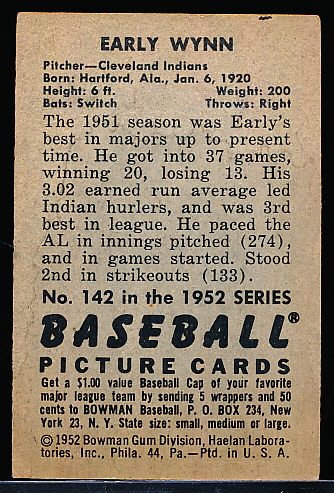 EARLY WYNN
Pitcher—Cleveland Indians
Born: Hartford, Ala., Jan. 6, 1920
Height: 6 ft. Weight: 200
Bats: Switch Throws: Right
The 1951 season was Early's
best in majors up to present
time. He got into 37 games,
winning 20, losing 13. His
3.02 earned run average led
Indian hurlers, and was 3rd
best in league. He paced the
AL in innings pitched (274),
and in games started. Stood
2nd in strikeouts (133).
No. 142 in the 1952 SERIES
BASEBALL®
PICTURE CARDS
Get a $1.00 value Baseball Cap of your favorite
major league team by sending 5 wrappers and 50
cents to BOWMAN Baseball, P. O. BOX 234, New
York 23, N. Y. State size: small, medium or large.
©1952 Bowman Gum Division, Haelan Labora-
tories, Inc., Phila. 44, Pa.—Ptd. in U. S. A.